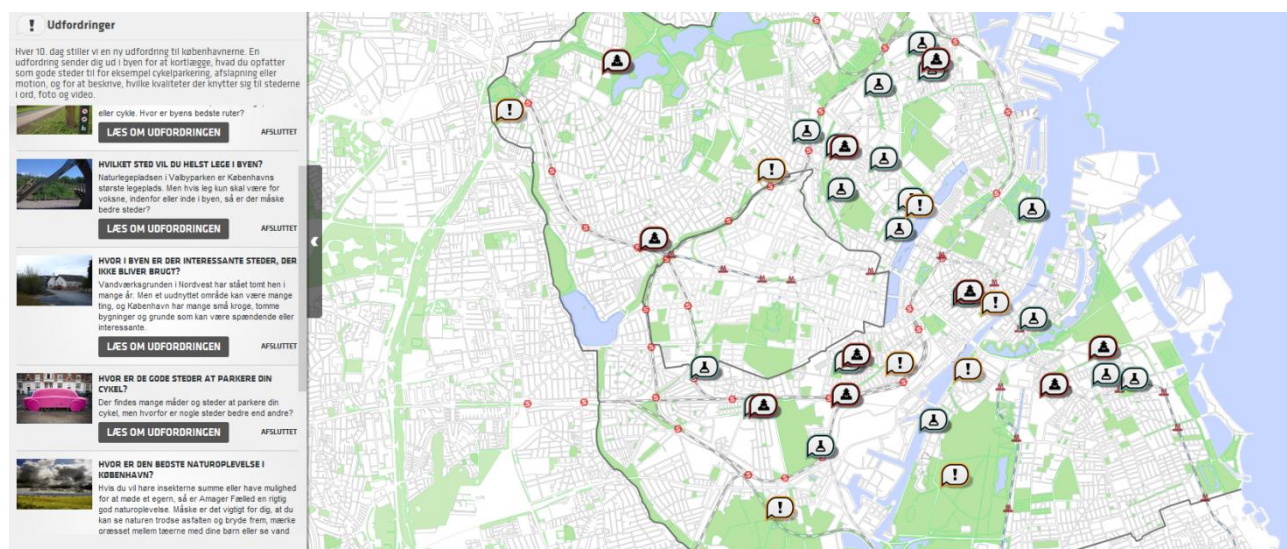 ! Udfordringer
Hver 10. dag stiller vi en ny udfordring til københavnerne. En
udfordring sender dig ud i byen for at kortlægge, hvad du opfatter
som gode steder til for eksempel cykelparkering, afslapning eller
motion, og for at beskrive, hvilke kvaliteter der knytter sig til stederne
i ord, foto og video.
eller cykle. Hvor er byens bedste ruter?
LÆS OM UDFORDRINGEN AFSLUTTET
HVILKET STED VIL DU HELST LEGE I BYEN?
Naturlegepladsen i Valbyparken er Københavns
største legeplads. Men hvis leg kun skal være for
voksne, indenfor eller inde i byen, så er der måske
bedre steder?
LÆS OM UDFORDRINGEN AFSLUTTET
HVOR I BYEN ER DER INTERESSANTE STEDER, DER
IKKE BLIVER BRUGT?
Vandværksgrunden i Nordvest har stået tomt hen i
mange år. Men et uudnyttet område kan være mange
ting, og København har mange små kroge, tomme
bygninger og grunde som kan være spændende eller
interessante.
LÆS OM UDFORDRINGEN AFSLUTTET
HVOR ER DE GODE STEDER AT PARKERE DIN
CYKEL?
Der findes mange måder og steder at parkere din
cykel, men hvorfor er nogle steder bedre end andre?
LÆS OM UDFORDRINGEN AFSLUTTET
HVOR ER DEN BEDSTE NATUROPLEVELSE I
KØBENHAVN?
Hvis du vil høre insekterne summe eller have mulighed
for at møde et egern, så er Amager Fælled en rigtig
god naturoplevelse. Måske er det vigtigt for dig, at du
kan se naturen trodse asfalten og bryde frem, mærke
græsset mellem tæerne med dine børn eller se vand